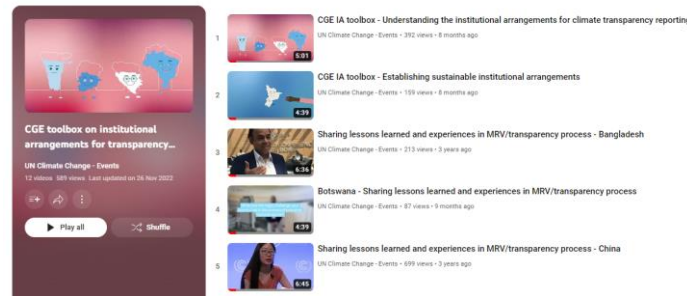 CGE toolbox on institutional
arrangements for transparency...
UN Climate Change - Events
12 videos 589 views Last updated on 26 Nov 2022
Play all
Shuffle
1
CGE IA toolbox - Understanding the institutional arrangements for climate transparency reporting
UN Climate Change - Events • 392 views • 8 months ago
5:01
2
CGE IA toolbox - Establishing sustainable institutional arrangements
UN Climate Change - Events • 159 views • 8 months ago
4:39
3
Sharing lessons learned and experiences in MRV/transparency process - Bangladesh
UN Climate Change - Events • 213 views • 3 years ago
6:36
4
Botswana - Sharing lessons learned and experiences in MRV/transparency process
UN Climate Change - Events • 87 views • 9 months ago
4:39
5
Sharing lessons learned and experiences in MRV/transparency process - China
UN Climate Change - Events • 699 views • 3 years ago
6:45